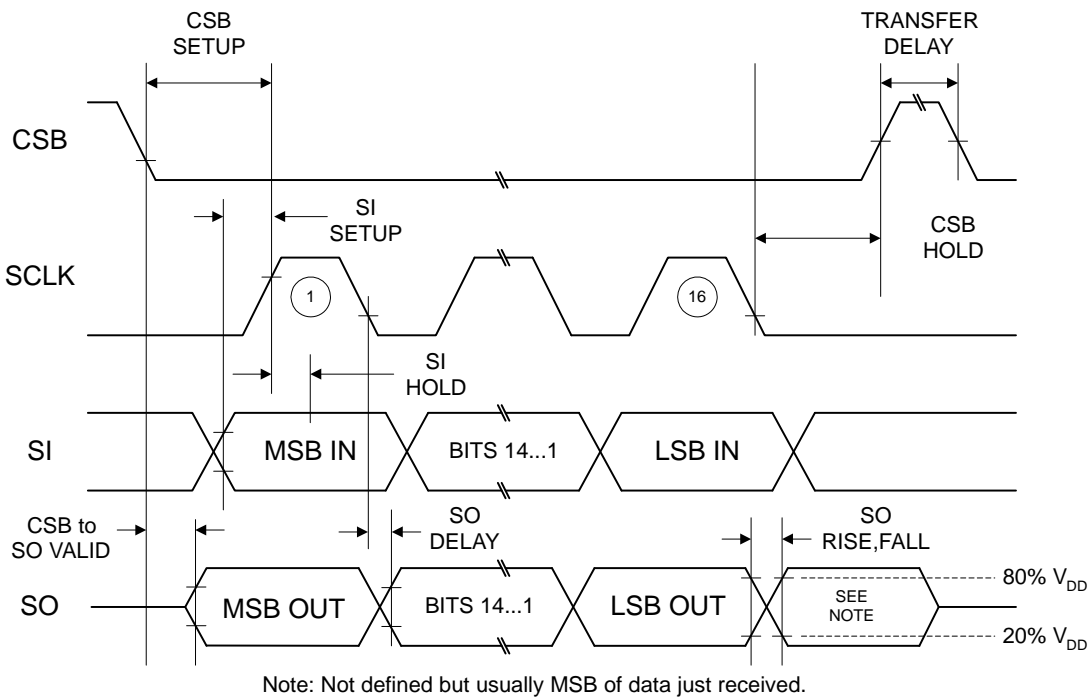 CSB
SETUP
TRANSFER
DELAY
CSB
SI
SETUP
CSB
HOLD
SCLK
1
16
SI
HOLD
SI
MSB IN
BITS 14...1
LSB IN
CSB to
SO VALID
SO
DELAY
SO
RISE,FALL
SO
MSB OUT
BITS 14...1
LSB OUT
SEE
NOTE
80% VDD
20% VDD
Note: Not defined but usually MSB of data just received.